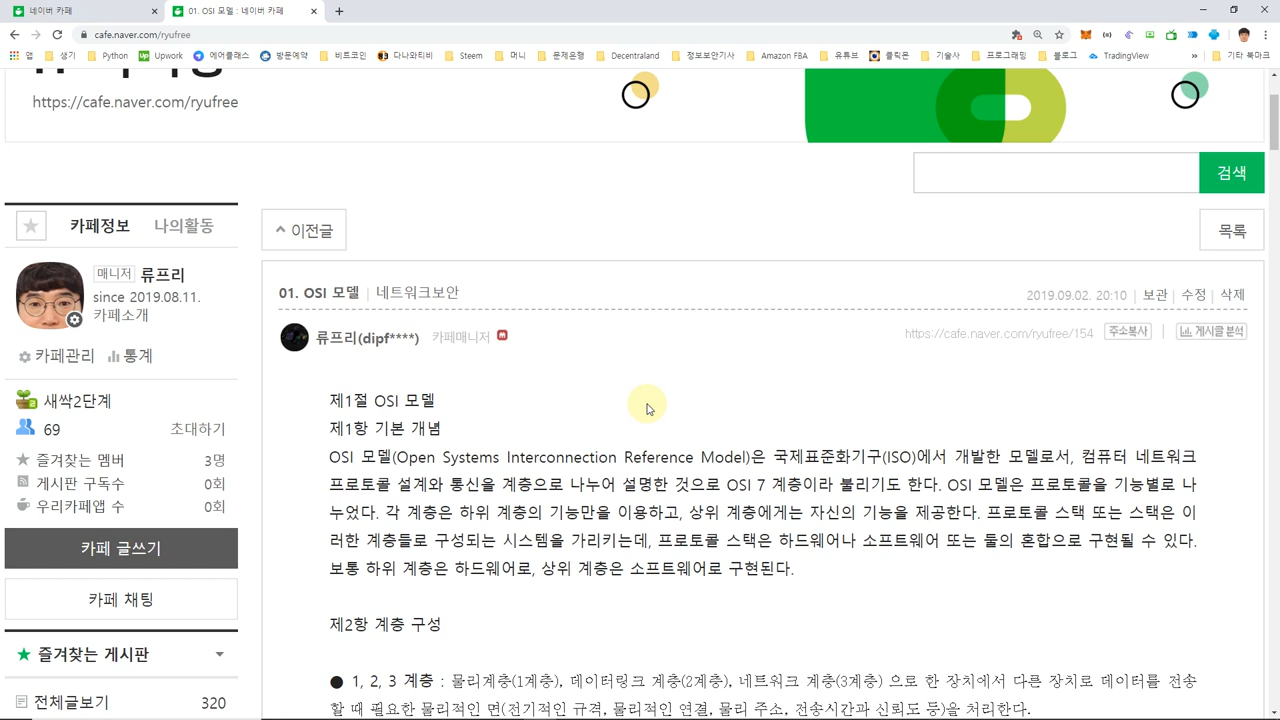 네이버 카페
01. OSI 모델 : 네이버 카페
cafe.naver.com/ryufree
앱 생기 Python Upwork 에어클래스 방문예약 비트코인 다나와티비 Steem 머니 문제은행 Decentraland 정보보안기사 Amazon FBA 유튜브 클릭몬 기술사 프로그래밍 블로그 TradingView » 기타 북마크
https://cafe.naver.com/ryufree
검색
카페정보 나의활동
이전글
목록
매니저 류프리
since 2019.08.11.
카페소개
카페관리 통계
새싹2단계
69 초대하기
즐겨찾는 멤버 3명
게시판 구독수 0회
우리카페앱 수 0회
카페 글쓰기
카페 채팅
즐겨찾는 게시판
전체글보기 320
01. OSI 모델 | 네트워크보안
2019.09.02. 20:10 | 보관 | 수정 | 삭제
류프리(dipf****) 카페매니저
https://cafe.naver.com/ryufree/154 주소복사 | 게시글 분석
제1절 OSI 모델
제1항 기본 개념
OSI 모델(Open Systems Interconnection Reference Model)은 국제표준화기구(ISO)에서 개발한 모델로서, 컴퓨터 네트워크
프로토콜 설계와 통신을 계층으로 나누어 설명한 것으로 OSI 7 계층이라 불리기도 한다. OSI 모델은 프로토콜을 기능별로 나
누었다. 각 계층은 하위 계층의 기능만을 이용하고, 상위 계층에게는 자신의 기능을 제공한다. 프로토콜 스택 또는 스택은 이
러한 계층들로 구성되는 시스템을 가리키는데, 프로토콜 스택은 하드웨어나 소프트웨어 또는 둘의 혼합으로 구현될 수 있다.
보통 하위 계층은 하드웨어로, 상위 계층은 소프트웨어로 구현된다.
제2항 계층 구성
● 1, 2, 3 계층 : 물리계층(1계층), 데이터링크 계층(2계층), 네트워크 계층(3계층) 으로 한 장치에서 다른 장치로 데이터를 전송
할 때 필요한 물리적인 면(전기적인 규격, 물리적인 연결, 물리 주소, 전송시간과 신뢰도 등)을 처리한다.